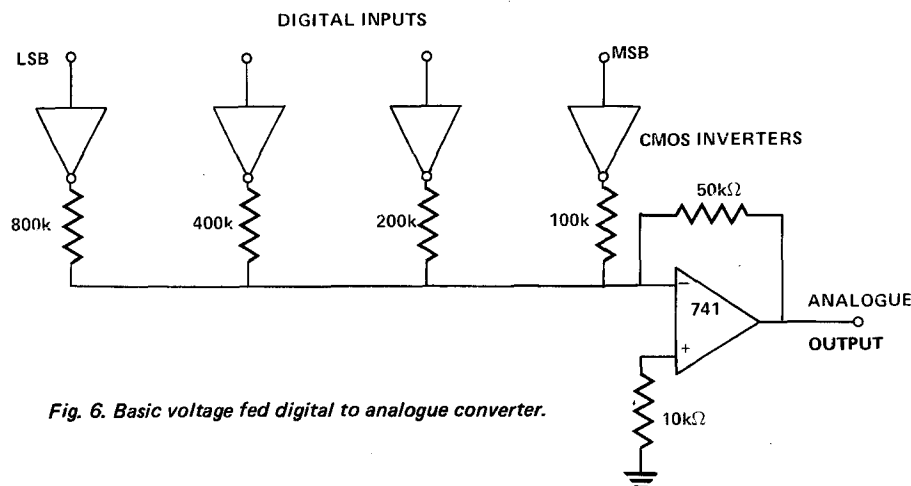 DIGITAL INPUTS
LSB
MSB
CMOS INVERTERS
50kΩ
800k
400k
200k
100k
−
741
+
ANALOGUE
OUTPUT
10kΩ
Fig. 6. Basic voltage fed digital to analogue converter.